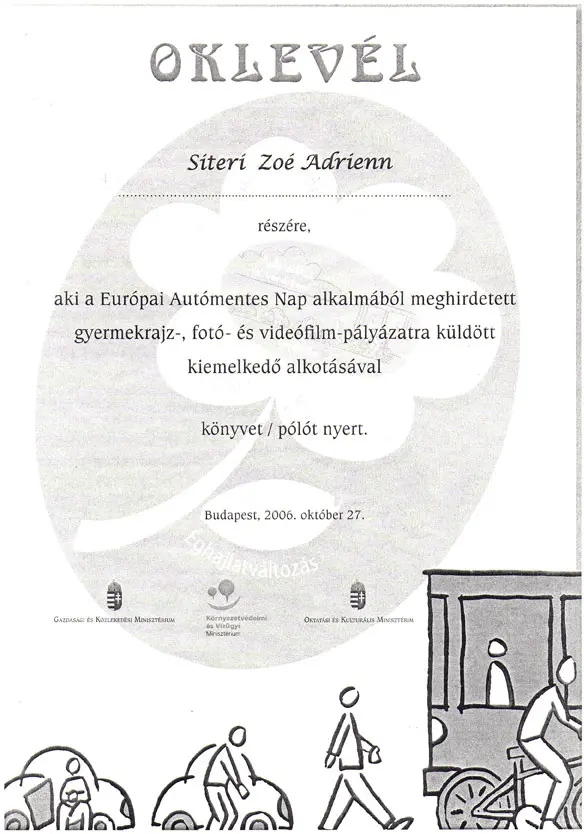 OKLEVÉL
Siteri Zoé Adrienn
részére,
aki a Európai Autómentes Nap alkalmából meghirdetett
gyermekrajz-, fotó- és videófilm-pályázatra küldött
kiemelkedő alkotásával
könyvet / pólót nyert.
Budapest, 2006. október 27.
Éghajlatváltozás
Gazdasági és Közlekedési Minisztérium
Környezetvédelmi
és Vízügyi
Minisztérium
Oktatási és Kulturális Minisztérium